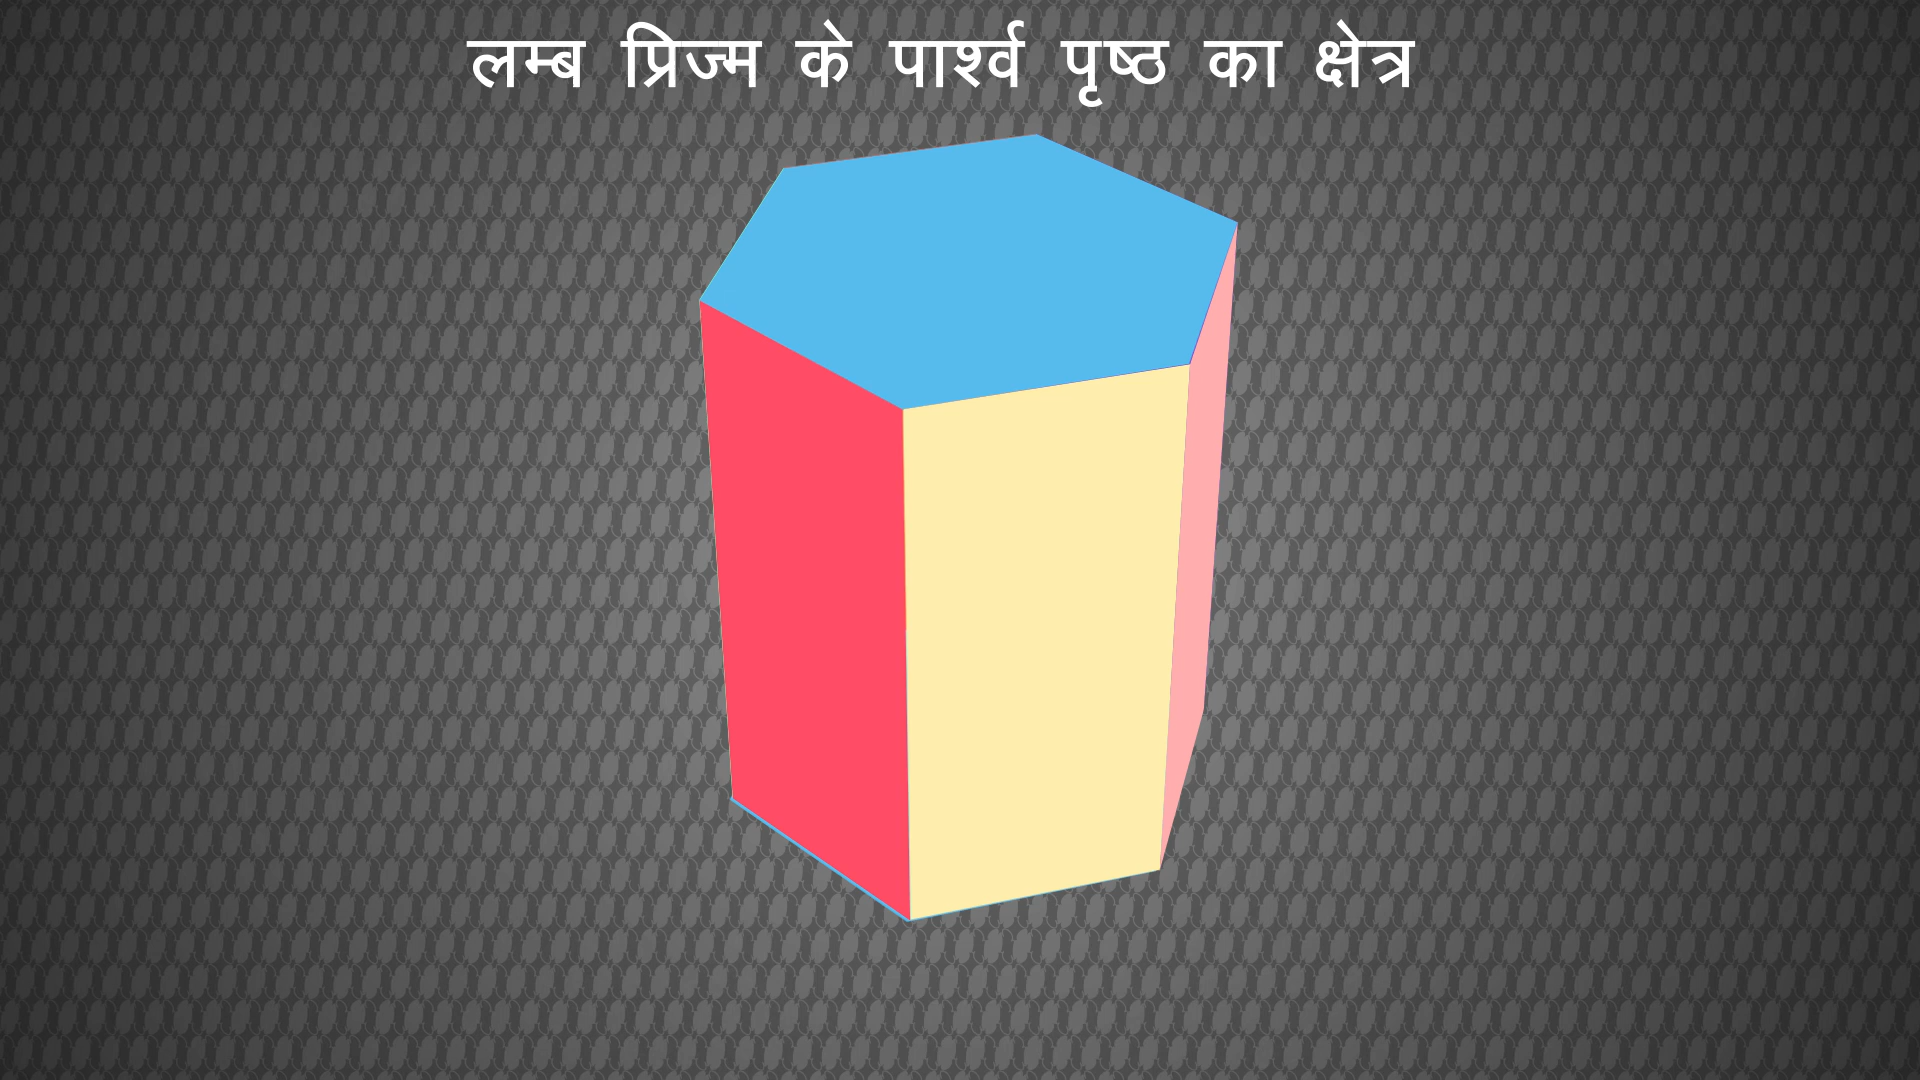 लम्ब प्रिज्म के पार्श्व पृष्ठ का क्षेत्र